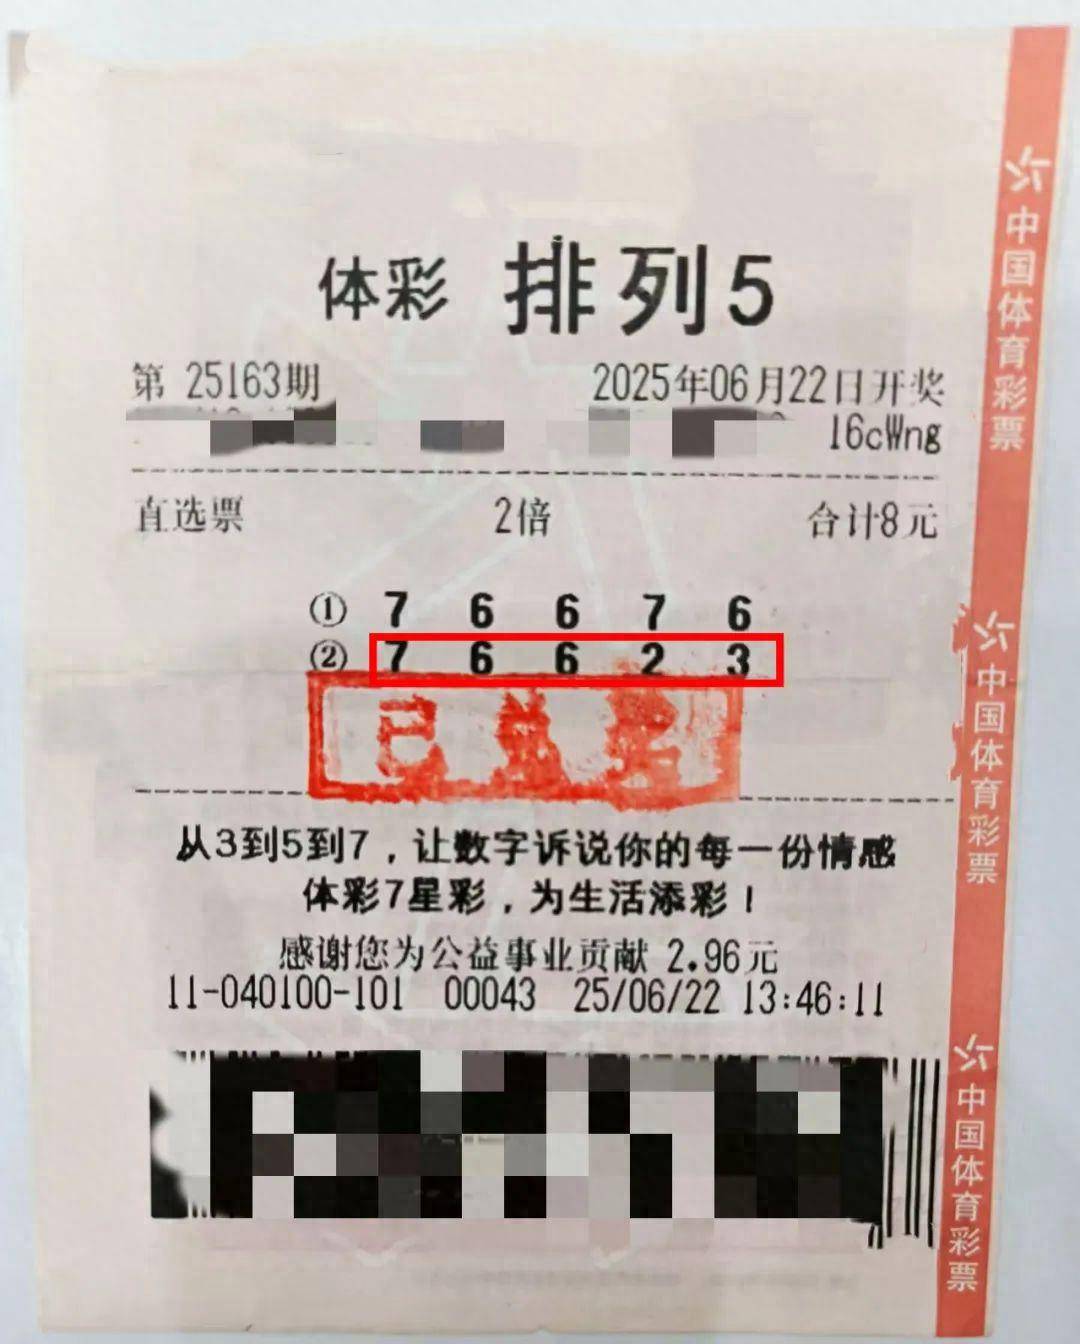 体彩 排列5
第 25163期 2025年06月22日开奖
16cWng
直选票 2倍 合计8元
① 7 6 6 7 6
② 7 6 6 2 3
已兑奖
从3到5到7，让数字诉说你的每一份情感
体彩7星彩，为生活添彩！
感谢您为公益事业贡献 2.96元
11-040100-101 00043 25/06/22 13:46:11
中国体育彩票
中国体育彩票
中国体育彩票